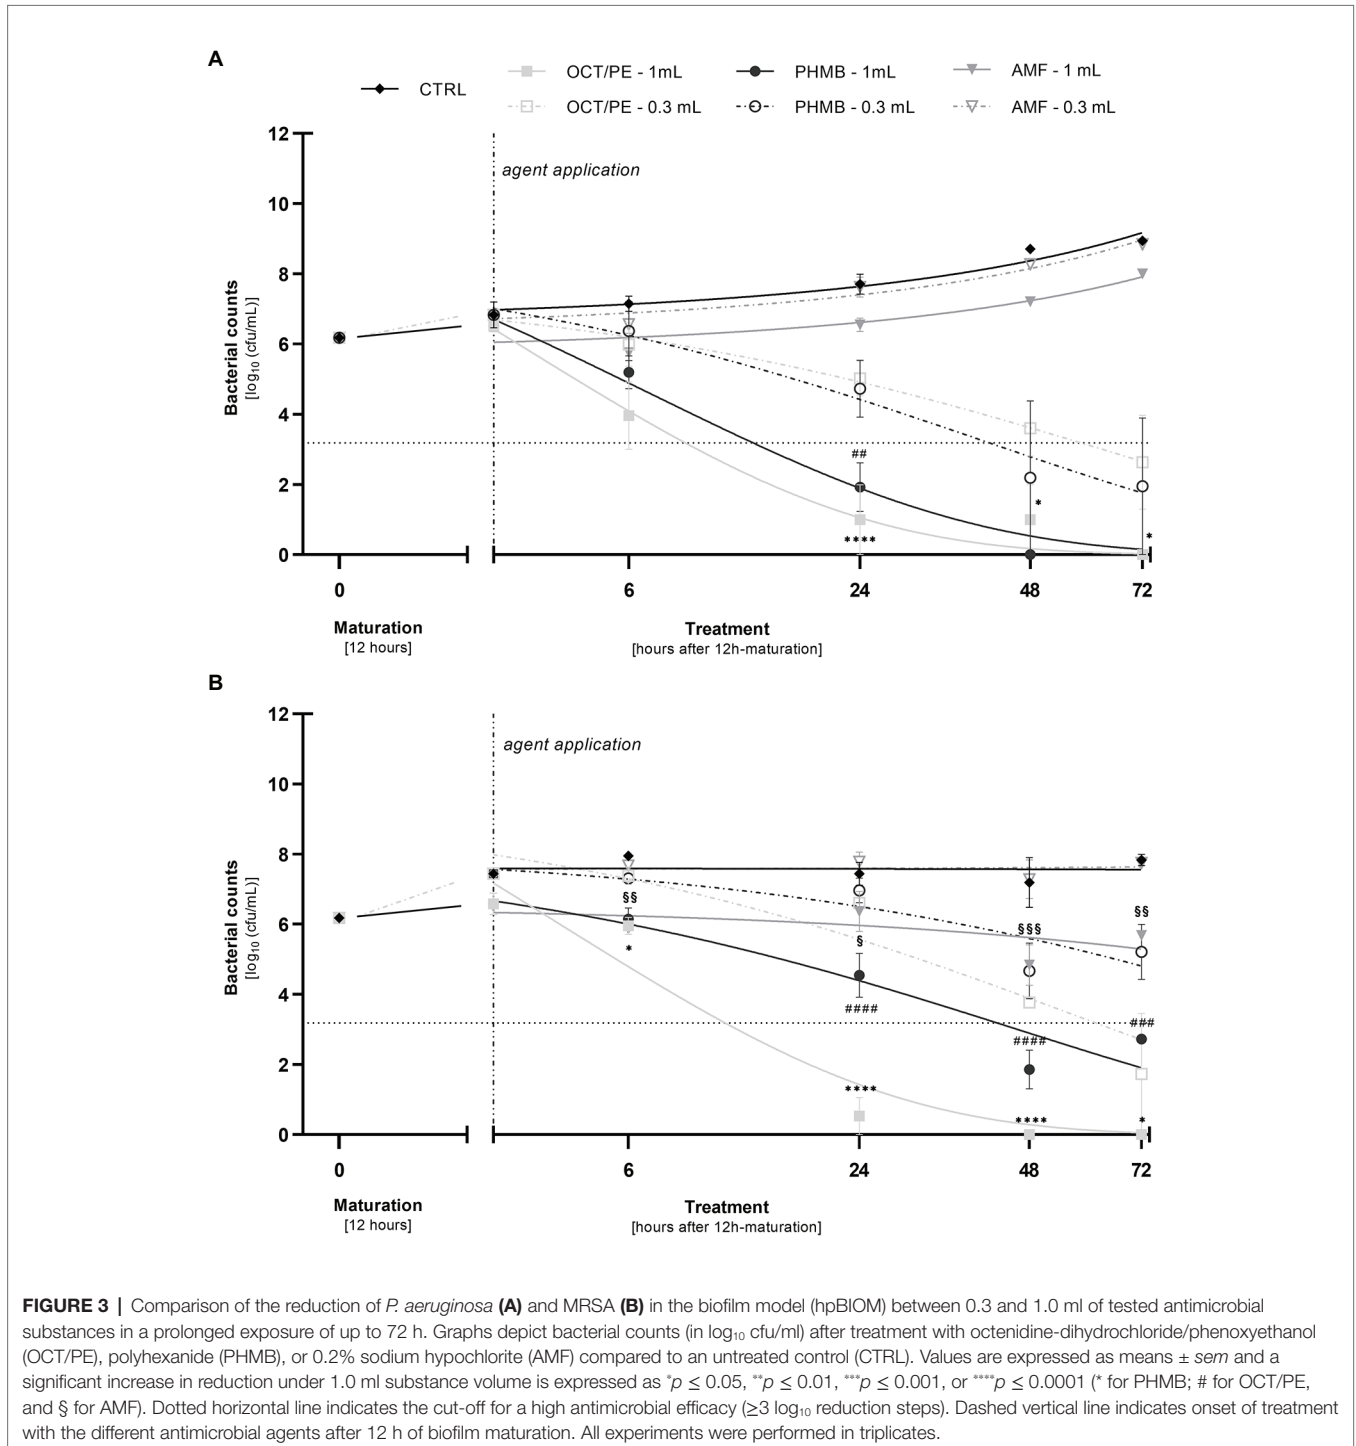 A
CTRL
OCT/PE - 1mL
PHMB - 1mL
AMF - 1 mL
OCT/PE - 0.3 mL
PHMB - 0.3 mL
AMF - 0.3 mL
12
10
8
6
4
2
0
Bacterial counts
[log10 (cfu/mL)]
agent application
##
****
*
*
0
6
24
48
72
Maturation
[12 hours]
Treatment
[hours after 12h-maturation]
B
12
10
8
6
4
2
0
Bacterial counts
[log10 (cfu/mL)]
agent application
§§
*
§
####
****
§§§
####
****
§§
###
*
0
6
24
48
72
Maturation
[12 hours]
Treatment
[hours after 12h-maturation]
FIGURE 3 | Comparison of the reduction of P. aeruginosa (A) and MRSA (B) in the biofilm model (hpBIOM) between 0.3 and 1.0 ml of tested antimicrobial
substances in a prolonged exposure of up to 72 h. Graphs depict bacterial counts (in log10 cfu/ml) after treatment with octenidine-dihydrochloride/phenoxyethanol
(OCT/PE), polyhexanide (PHMB), or 0.2% sodium hypochlorite (AMF) compared to an untreated control (CTRL). Values are expressed as means ± sem and a
significant increase in reduction under 1.0 ml substance volume is expressed as *p ≤ 0.05, **p ≤ 0.01, ***p ≤ 0.001, or ****p ≤ 0.0001 (* for PHMB; # for OCT/PE,
and § for AMF). Dotted horizontal line indicates the cut-off for a high antimicrobial efficacy (≥3 log10 reduction steps). Dashed vertical line indicates onset of treatment
with the different antimicrobial agents after 12 h of biofilm maturation. All experiments were performed in triplicates.